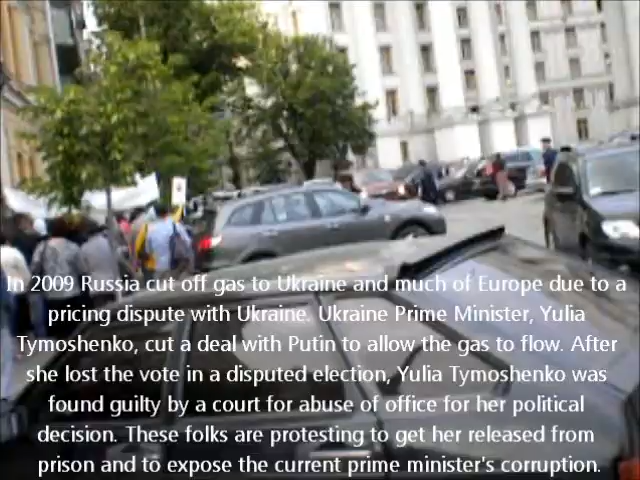 In 2009 Russia cut off gas to Ukraine and much of Europe due to a
pricing dispute with Ukraine. Ukraine Prime Minister, Yulia
Tymoshenko, cut a deal with Putin to allow the gas to flow. After
she lost the vote in a disputed election, Yulia Tymoshenko was
found guilty by a court for abuse of office for her political
decision. These folks are protesting to get her released from
prison and to expose the current prime minister's corruption.